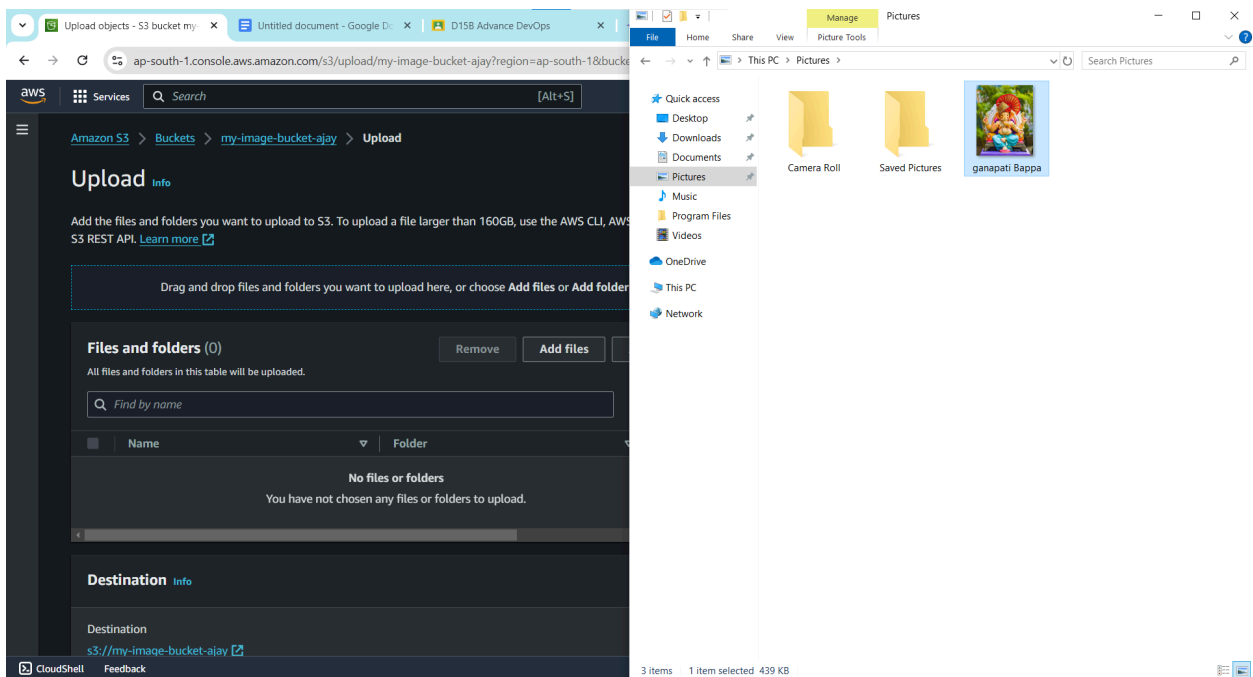 Upload objects - S3 bucket my-
Untitled document - Google Do
D15B Advance DevOps
ap-south-1.console.aws.amazon.com/s3/upload/my-image-bucket-ajay?region=ap-south-1&bucke
aws
Services
Search
[Alt+S]
Amazon S3 > Buckets > my-image-bucket-ajay > Upload
Upload Info
Add the files and folders you want to upload to S3. To upload a file larger than 160GB, use the AWS CLI, AWS
S3 REST API. Learn more
Drag and drop files and folders you want to upload here, or choose Add files or Add folder
Files and folders (0)
Remove
Add files
All files and folders in this table will be uploaded.
Find by name
Name
Folder
No files or folders
You have not chosen any files or folders to upload.
Destination Info
Destination
s3://my-image-bucket-ajay
CloudShell
Feedback
Manage
Pictures
File
Home
Share
View
Picture Tools
This PC > Pictures >
Search Pictures
Quick access
Desktop
Downloads
Documents
Pictures
Music
Program Files
Videos
OneDrive
This PC
Network
Camera Roll
Saved Pictures
ganapati Bappa
3 items
1 item selected 439 KB